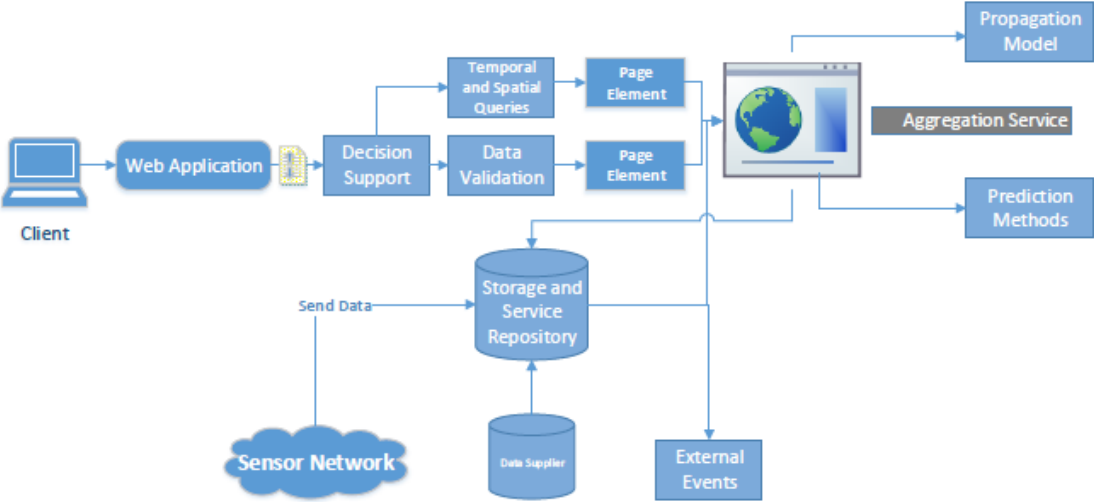 Propagation
Model
Temporal
and Spatial
Queries
Page
Element
Aggregation Service
Web Application
Decision
Support
Data
Validation
Page
Element
Client
Prediction
Methods
Storage and
Service
Repository
Send Data
Sensor Network
Data Supplier
External
Events